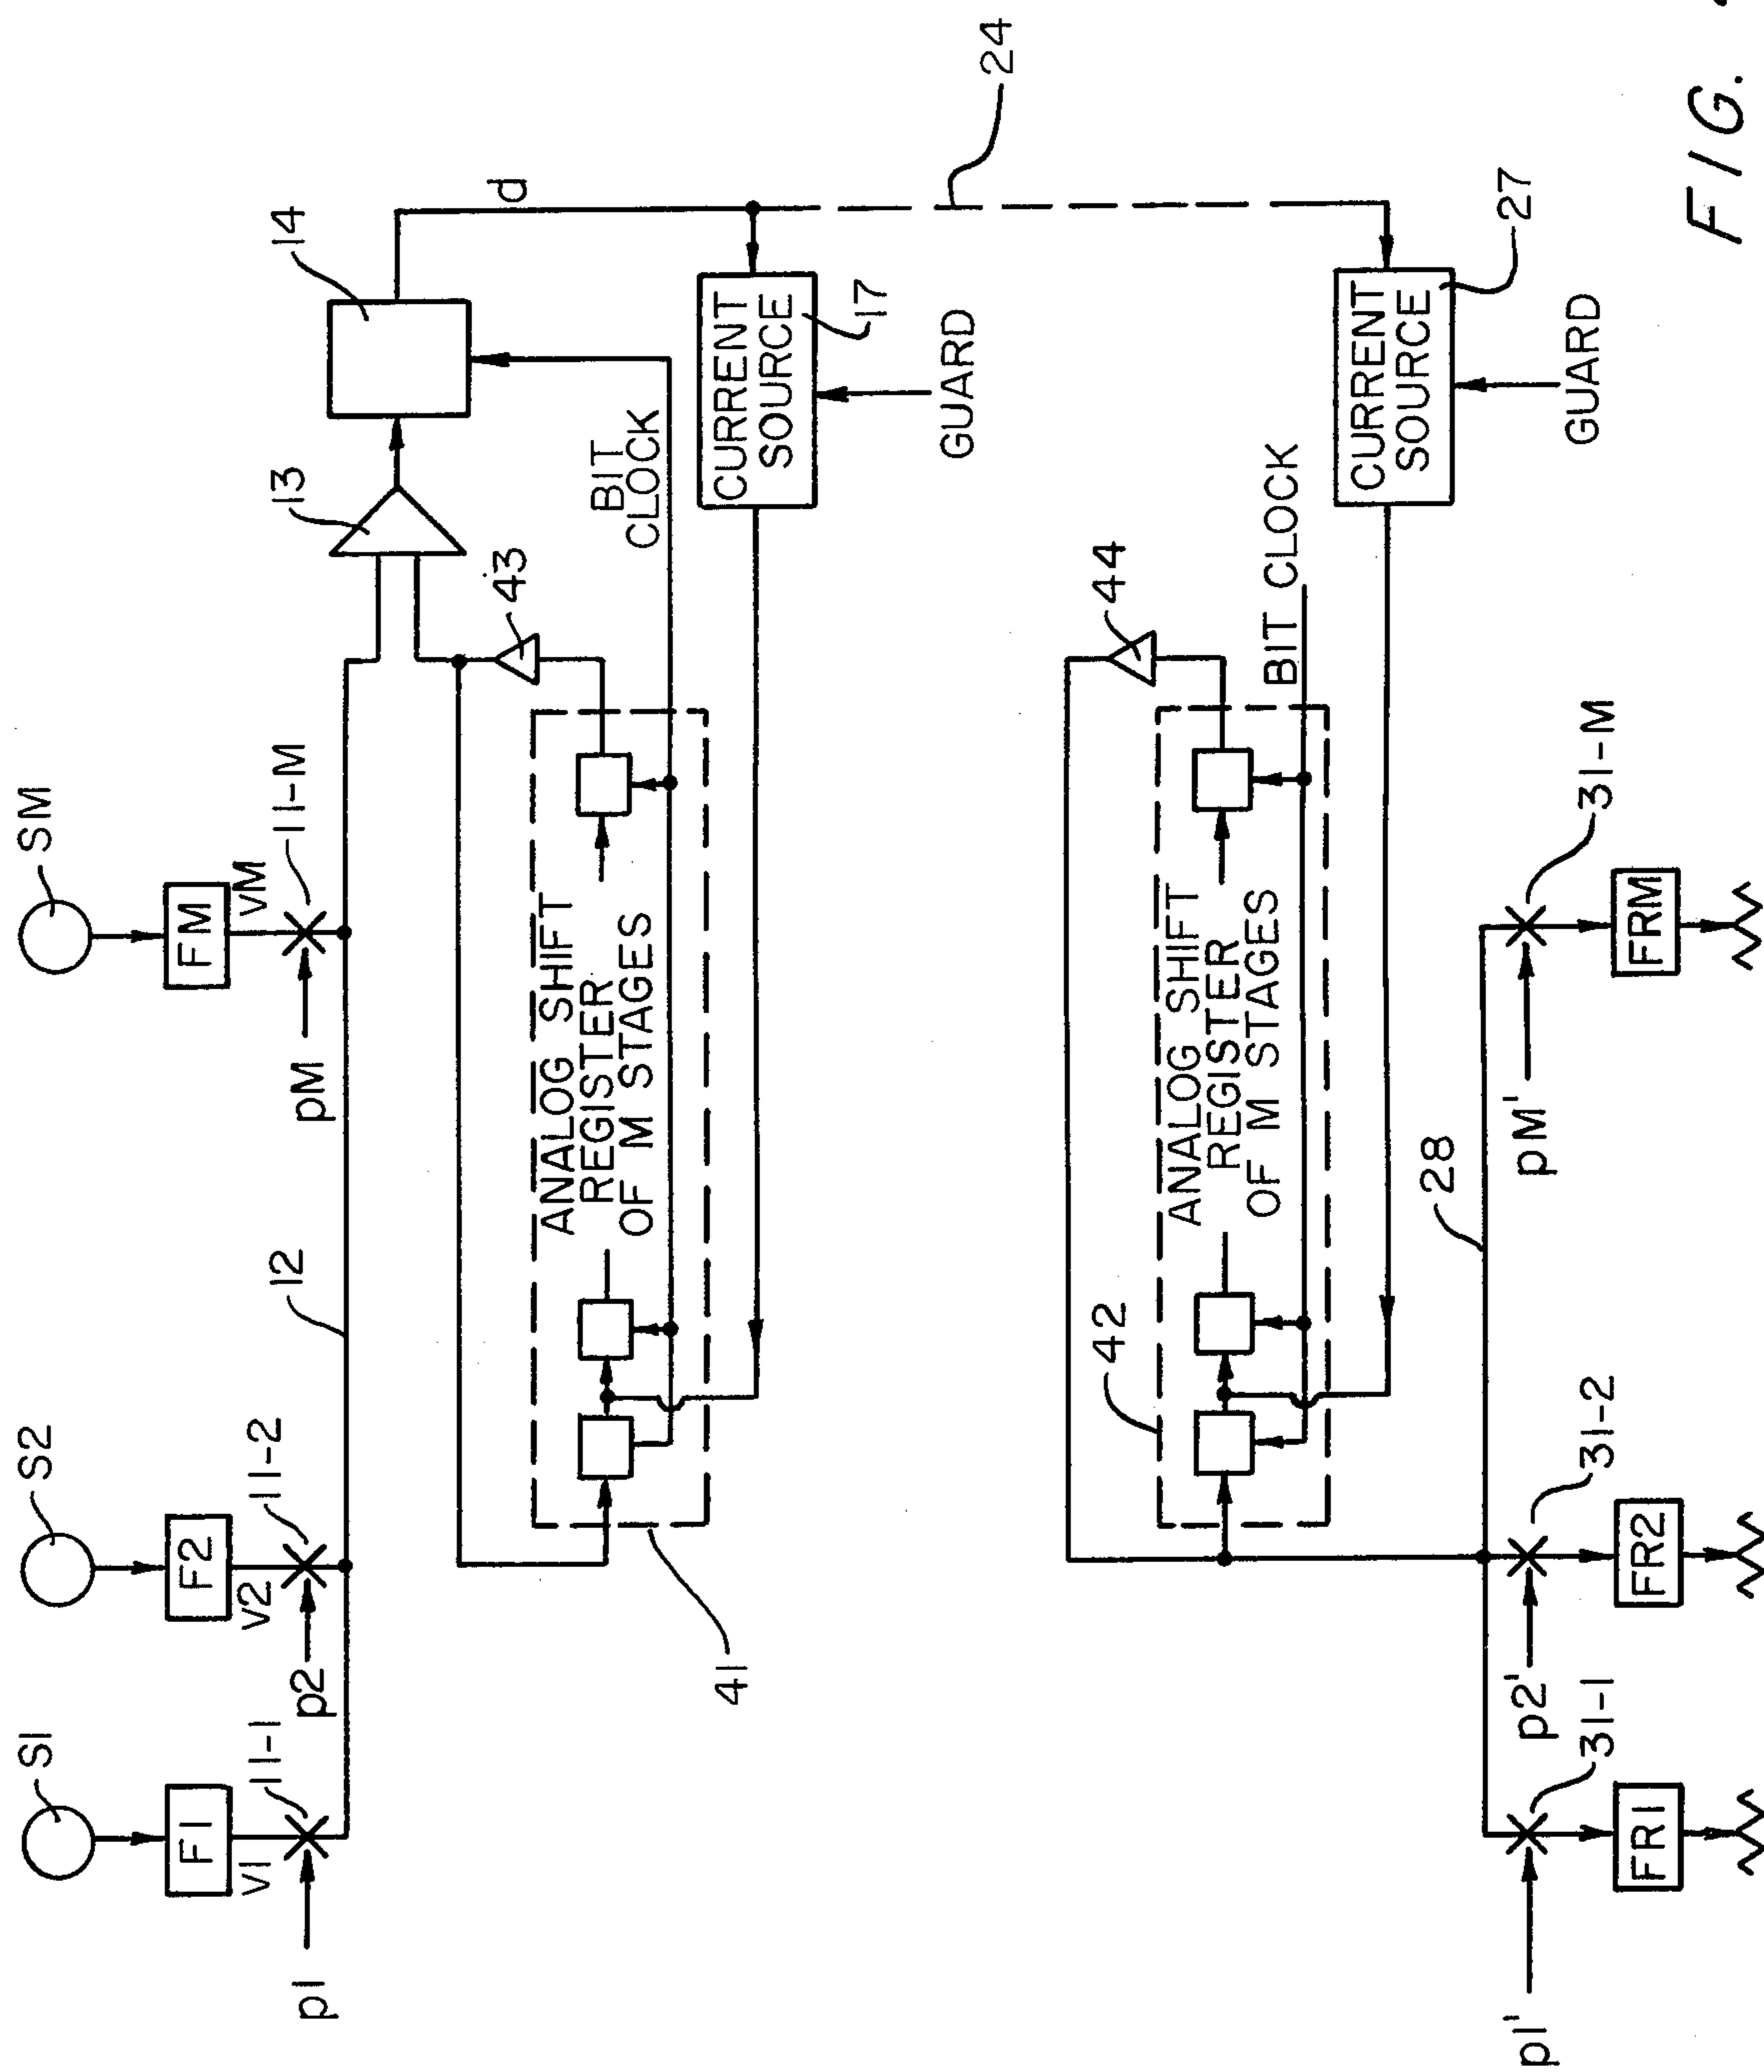 S1
S2
SM
F1
F2
FM
V1
V2
VM
11-1
11-2
11-M
p1
p2
pM
12
13
14
d
43
BIT
CLOCK
ANALOG SHIFT
REGISTER
OF M STAGES
41
CURRENT
SOURCE
17
GUARD
24
44
BIT CLOCK
42
ANALOG SHIFT
REGISTER
OF M STAGES
CURRENT
SOURCE
27
GUARD
28
p1'
p2'
pM'
31-1
31-2
31-M
FR1
FR2
FRM
FIG.